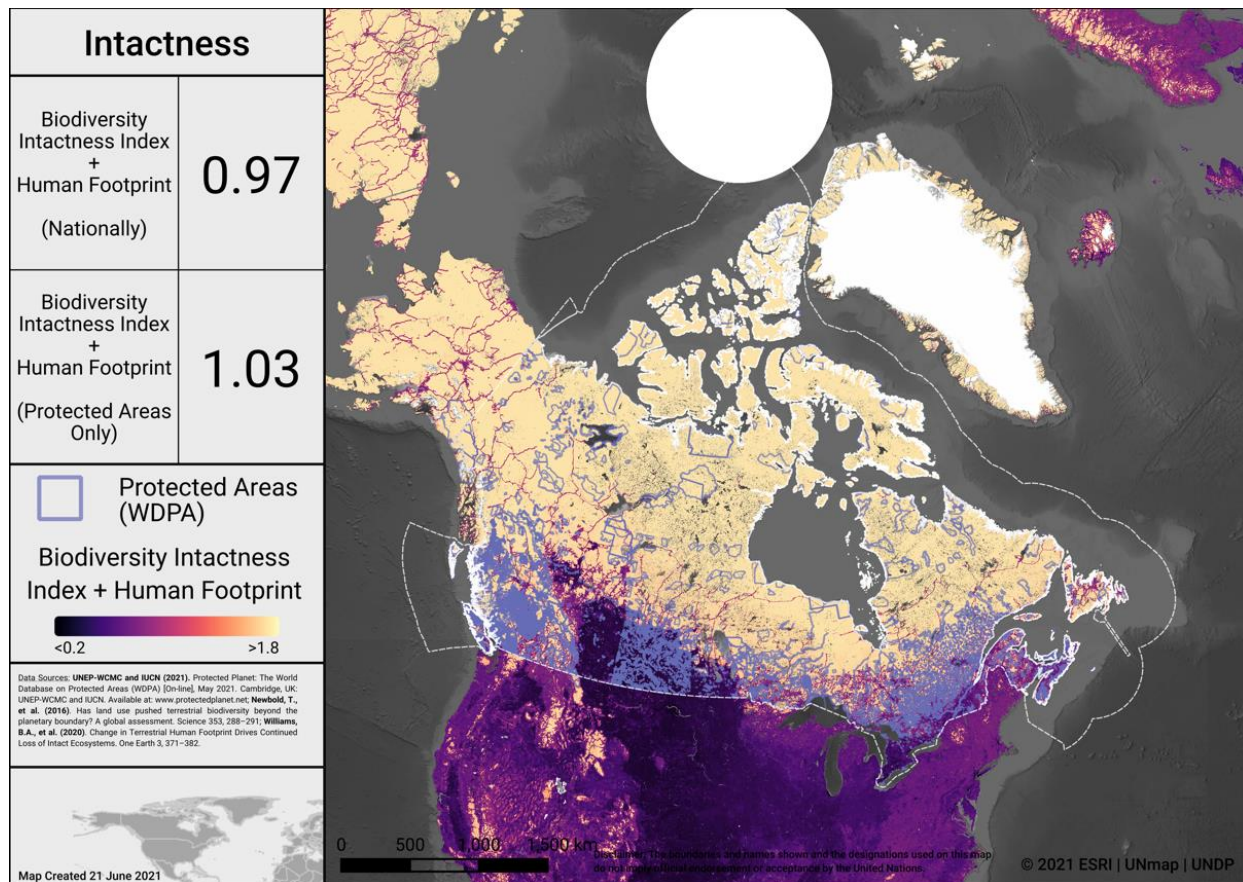 Intactness
Biodiversity
Intactness Index
+
Human Footprint
(Nationally)
0.97
Biodiversity
Intactness Index
+
Human Footprint
(Protected Areas
Only)
1.03
Protected Areas
(WDPA)
Biodiversity Intactness
Index + Human Footprint
<0.2
>1.8
Data Sources: UNEP-WCMC and IUCN (2021). Protected Planet: The World
Database on Protected Areas (WDPA) [On-line], May 2021. Cambridge, UK:
UNEP-WCMC and IUCN. Available at: www.protectedplanet.net; Newbold, T.,
et al. (2016). Has land use pushed terrestrial biodiversity beyond the
planetary boundary? A global assessment. Science 353, 288–291; Williams,
B.A., et al. (2020). Change in Terrestrial Human Footprint Drives Continued
Loss of Intact Ecosystems. One Earth 3, 371–382.
Map Created 21 June 2021
0 500 1,000 1,500 km
Disclaimer: The boundaries and names shown and the designations used on this map
do not imply official endorsement or acceptance by the United Nations.
© 2021 ESRI | UNmap | UNDP